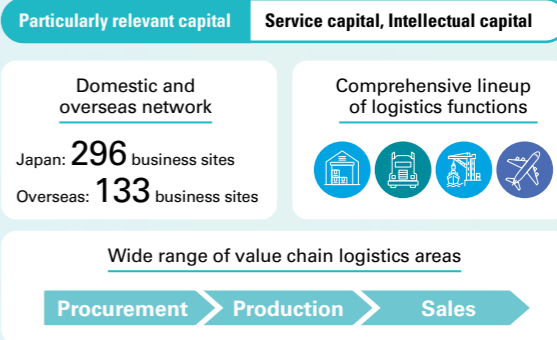 Particularly relevant capital
Service capital, Intellectual capital
Domestic and
overseas network
Japan: 296 business sites
Overseas: 133 business sites
Comprehensive lineup
of logistics functions
Wide range of value chain logistics areas
Procurement
Production
Sales